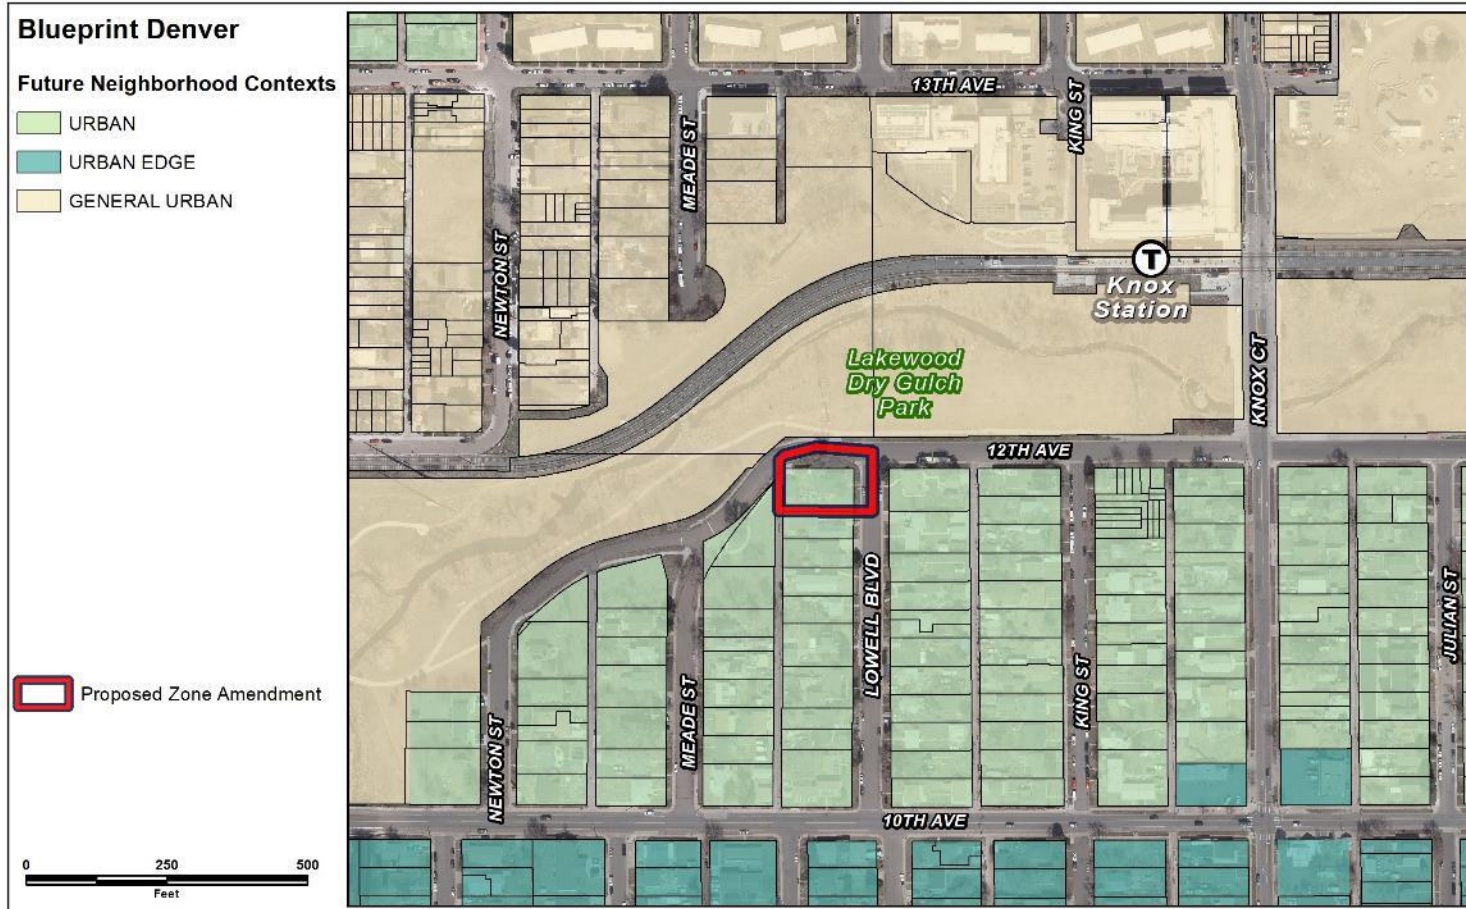 Blueprint Denver
Future Neighborhood Contexts
URBAN
URBAN EDGE
GENERAL URBAN
Proposed Zone Amendment
0 250 500
Feet
13TH AVE
KING ST
MEADE ST
NEWTON ST
T
Knox
Station
KNOX CT
Lakewood
Dry Gulch
Park
12TH AVE
LOWELL BLVD
JULIAN ST
KING ST
MEADE ST
NEWTON ST
10TH AVE